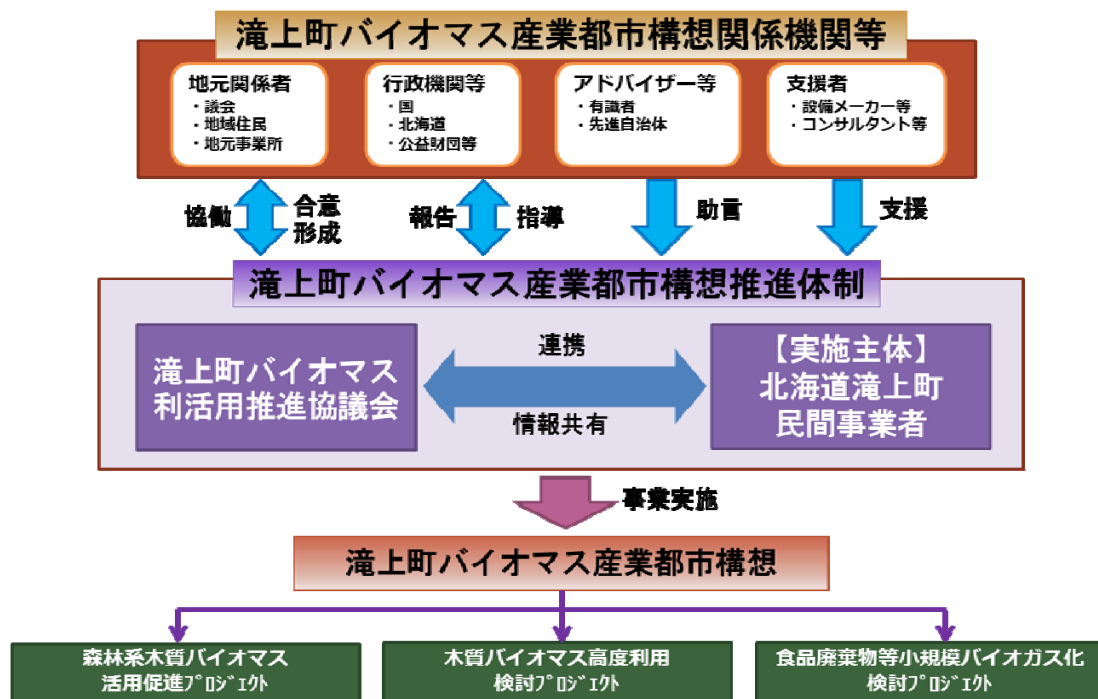 滝上町バイオマス産業都市構想関係機関等
地元関係者
・議会
・地域住民
・地元事業所
行政機関等
・国
・北海道
・公益財団等
アドバイザー等
・有識者
・先進自治体
支援者
・設備メーカー等
・コンサルタント等
協働
合意
形成
報告
指導
助言
支援
滝上町バイオマス産業都市構想推進体制
滝上町バイオマス
利活用推進協議会
連携
情報共有
【実施主体】
北海道滝上町
民間事業者
事業実施
滝上町バイオマス産業都市構想
森林系木質バイオマス
活用促進ﾌﾟﾛｼﾞｪｸﾄ
木質バイオマス高度利用
検討ﾌﾟﾛｼﾞｪｸﾄ
食品廃棄物等小規模バイオガス化
検討ﾌﾟﾛｼﾞｪｸﾄ